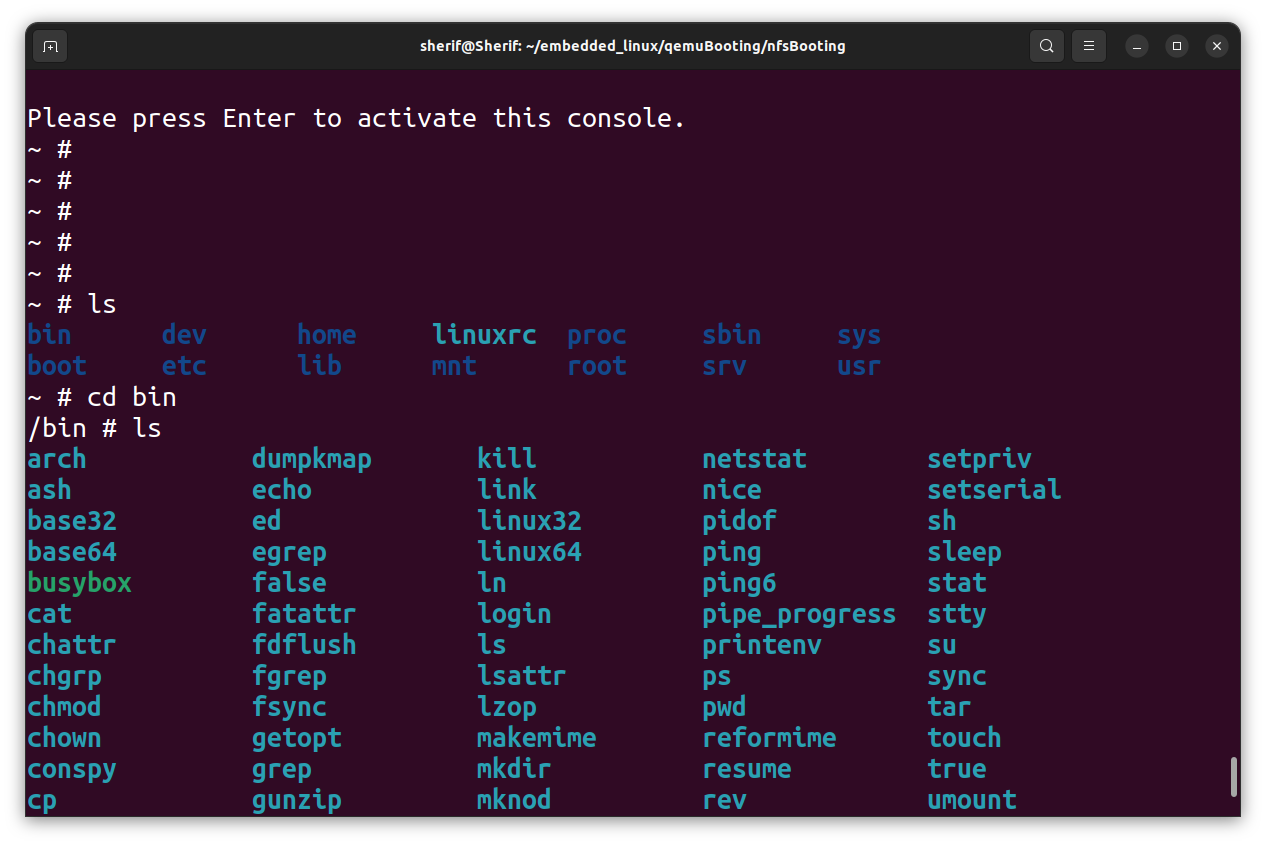 sherif@Sherif: ~/embedded_linux/qemuBooting/nfsBooting
Please press Enter to activate this console.
~ #
~ #
~ #
~ #
~ #
~ # ls
bin dev home linuxrc proc sbin sys
boot etc lib mnt root srv usr
~ # cd bin
/bin # ls
arch dumpkmap kill netstat setpriv
ash echo link nice setserial
base32 ed linux32 pidof sh
base64 egrep linux64 ping sleep
busybox false ln ping6 stat
cat fatattr login pipe_progress stty
chattr fdflush ls printenv su
chgrp fgrep lsattr ps sync
chmod fsync lzop pwd tar
chown getopt makemime reformime touch
conspy grep mkdir resume true
cp gunzip mknod rev umount